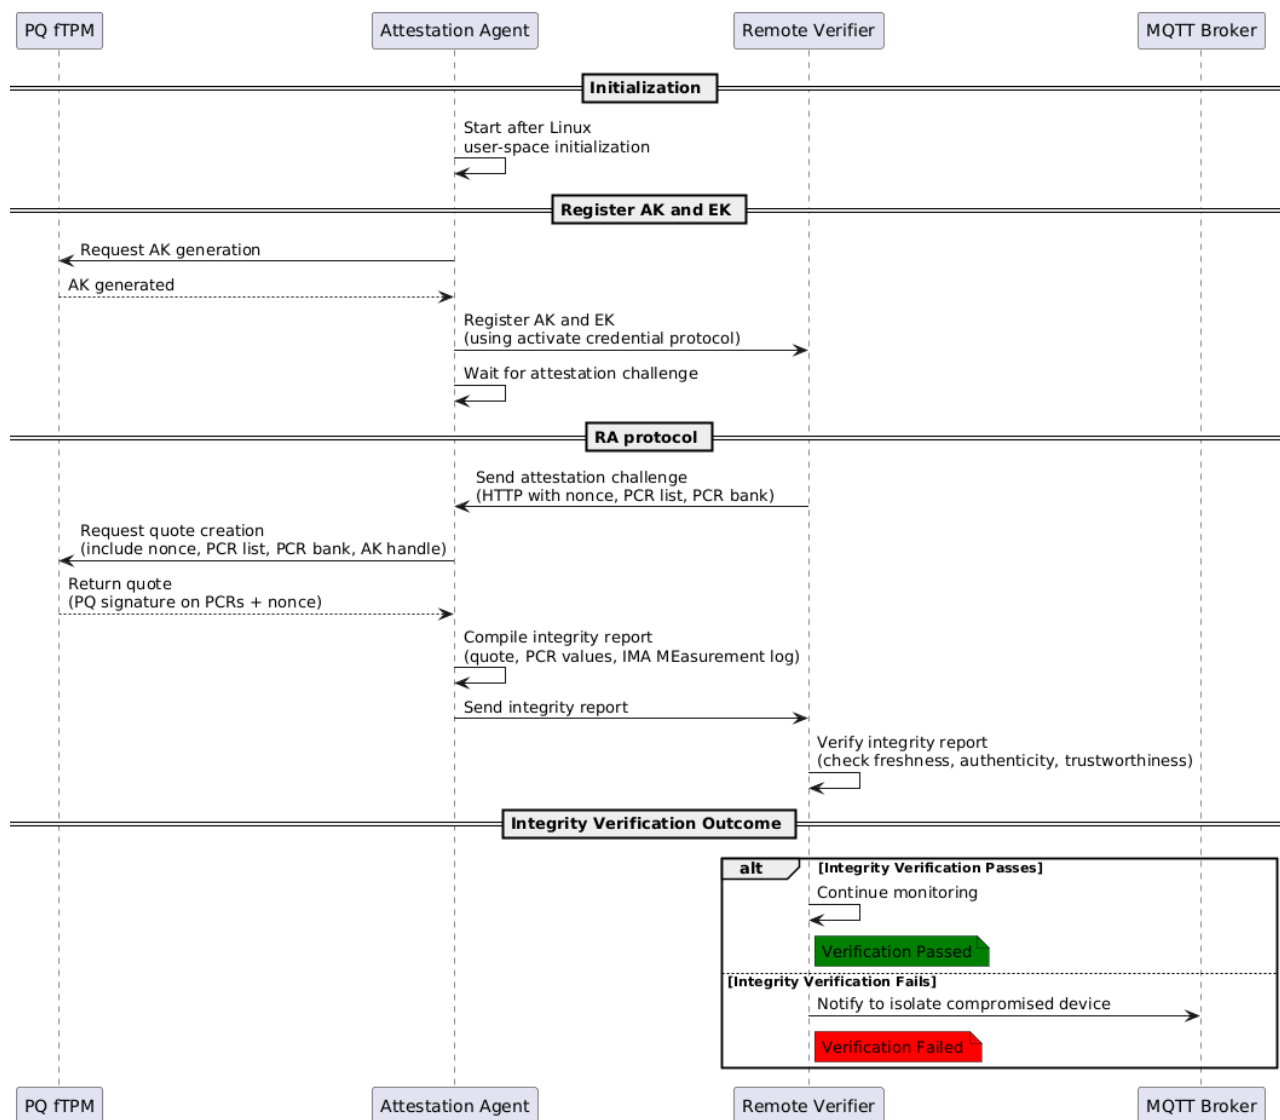 PQ fTPM
Attestation Agent
Remote Verifier
MQTT Broker
Initialization
Start after Linux
user-space initialization
Register AK and EK
Request AK generation
AK generated
Register AK and EK
(using activate credential protocol)
Wait for attestation challenge
RA protocol
Send attestation challenge
(HTTP with nonce, PCR list, PCR bank)
Request quote creation
(include nonce, PCR list, PCR bank, AK handle)
Return quote
(PQ signature on PCRs + nonce)
Compile integrity report
(quote, PCR values, IMA MEasurement log)
Send integrity report
Verify integrity report
(check freshness, authenticity, trustworthiness)
Integrity Verification Outcome
alt
[Integrity Verification Passes]
Continue monitoring
Verification Passed
[Integrity Verification Fails]
Notify to isolate compromised device
Verification Failed
PQ fTPM
Attestation Agent
Remote Verifier
MQTT Broker